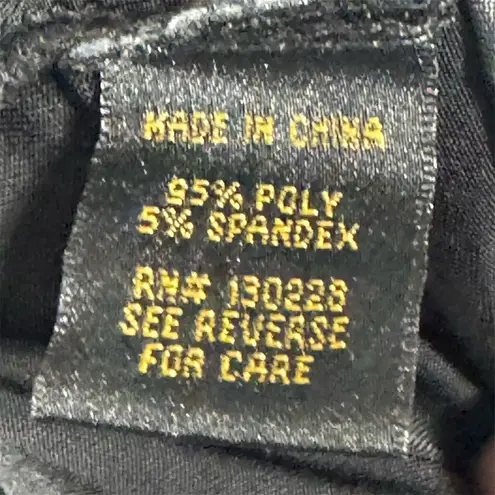 MADE IN CHINA
95% POLY
5% SPANDEX
RN# 130228
SEE REVERSE
FOR CARE